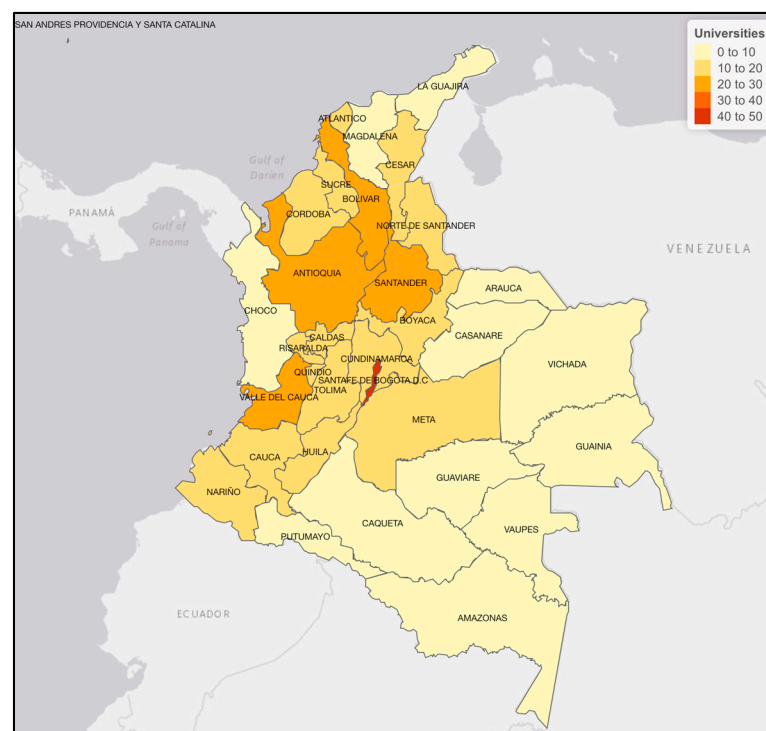 SAN ANDRES PROVIDENCIA Y SANTA CATALINA
Universities
0 to 10
10 to 20
20 to 30
30 to 40
40 to 50
LA GUAJIRA
ATLANTICO
MAGDALENA
CESAR
Gulf of
Darien
SUCRE
BOLIVAR
PANAMÁ
CORDOBA
NORTE DE SANTANDER
Gulf of
Panama
VENEZUELA
ANTIOQUIA
SANTANDER
ARAUCA
CHOCO
BOYACA
CASANARE
CALDAS
RISARALDA
CUNDINAMARCA
VICHADA
QUINDIO
SANTAFE DE BOGOTA D.C
TOLIMA
VALLE DEL CAUCA
META
GUAINIA
HUILA
CAUCA
GUAVIARE
NARIÑO
CAQUETA
VAUPES
PUTUMAYO
ECUADOR
AMAZONAS